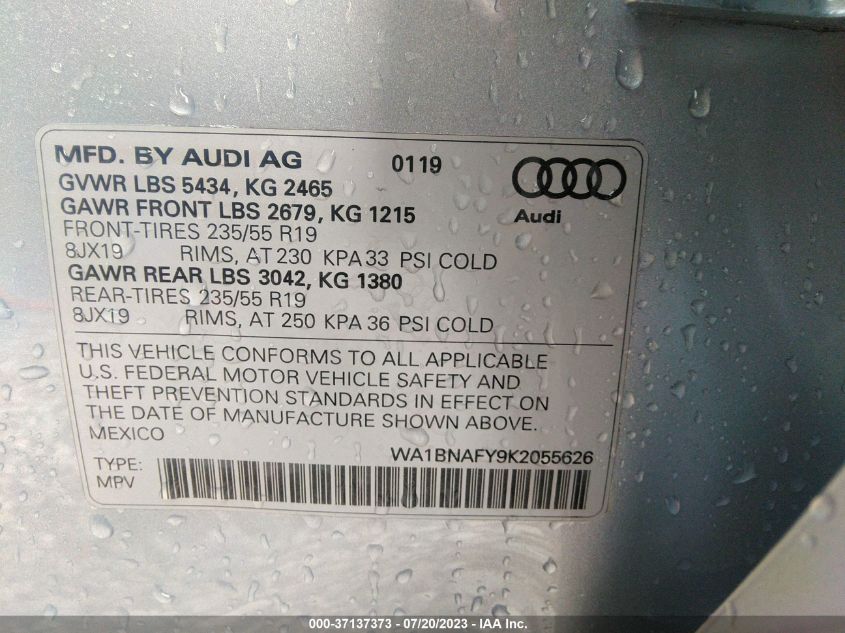 MFD. BY AUDI AG 0119
GVWR LBS 5434, KG 2465
GAWR FRONT LBS 2679, KG 1215
Audi
FRONT-TIRES 235/55 R19
8JX19 RIMS, AT 230 KPA 33 PSI COLD
GAWR REAR LBS 3042, KG 1380
REAR-TIRES 235/55 R19
8JX19 RIMS, AT 250 KPA 36 PSI COLD
THIS VEHICLE CONFORMS TO ALL APPLICABLE
U.S. FEDERAL MOTOR VEHICLE SAFETY AND
THEFT PREVENTION STANDARDS IN EFFECT ON
THE DATE OF MANUFACTURE SHOWN ABOVE.
MEXICO
WA1BNAFY9K2055626
TYPE:
MPV
000-37137373 — 07/20/2023 — IAA Inc.